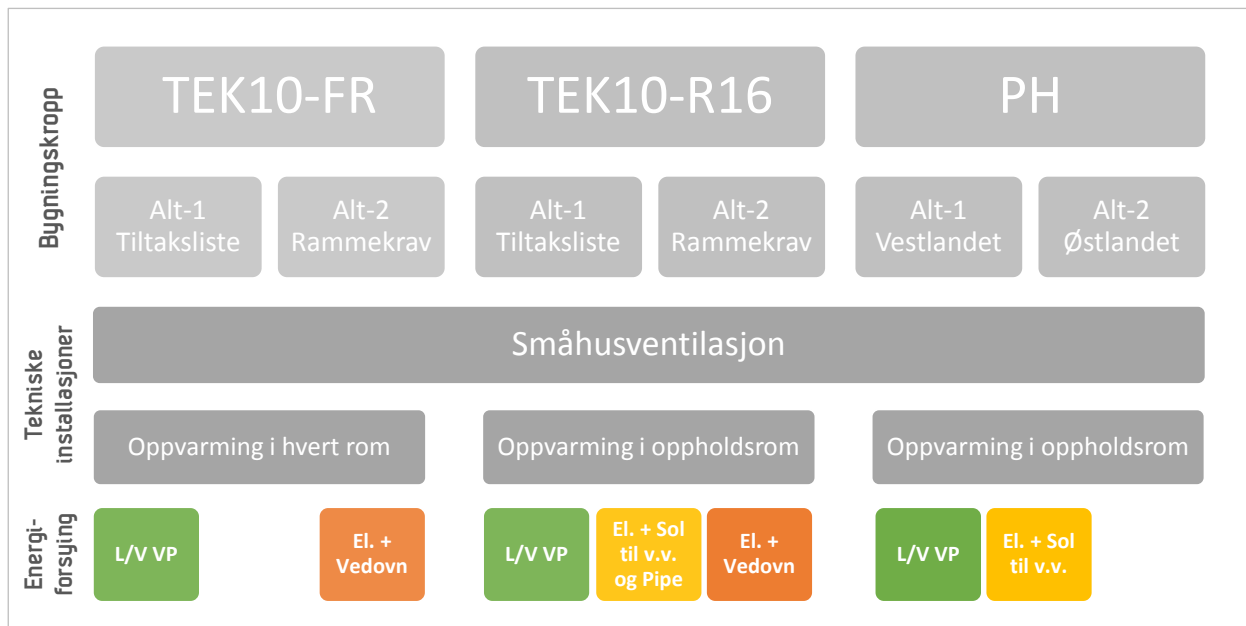 Bygningskropp
TEK10-FR
TEK10-R16
PH
Alt-1
Tiltaksliste
Alt-2
Rammekrav
Alt-1
Tiltaksliste
Alt-2
Rammekrav
Alt-1
Vestlandet
Alt-2
Østlandet
Tekniske
installasjoner
Småhusventilasjon
Oppvarming i hvert rom
Oppvarming i oppholdsrom
Oppvarming i oppholdsrom
Energi-
forsying
L/V VP
El. +
Vedovn
L/V VP
El. + Sol
til v.v.
og Pipe
El. +
Vedovn
L/V VP
El. + Sol
til v.v.